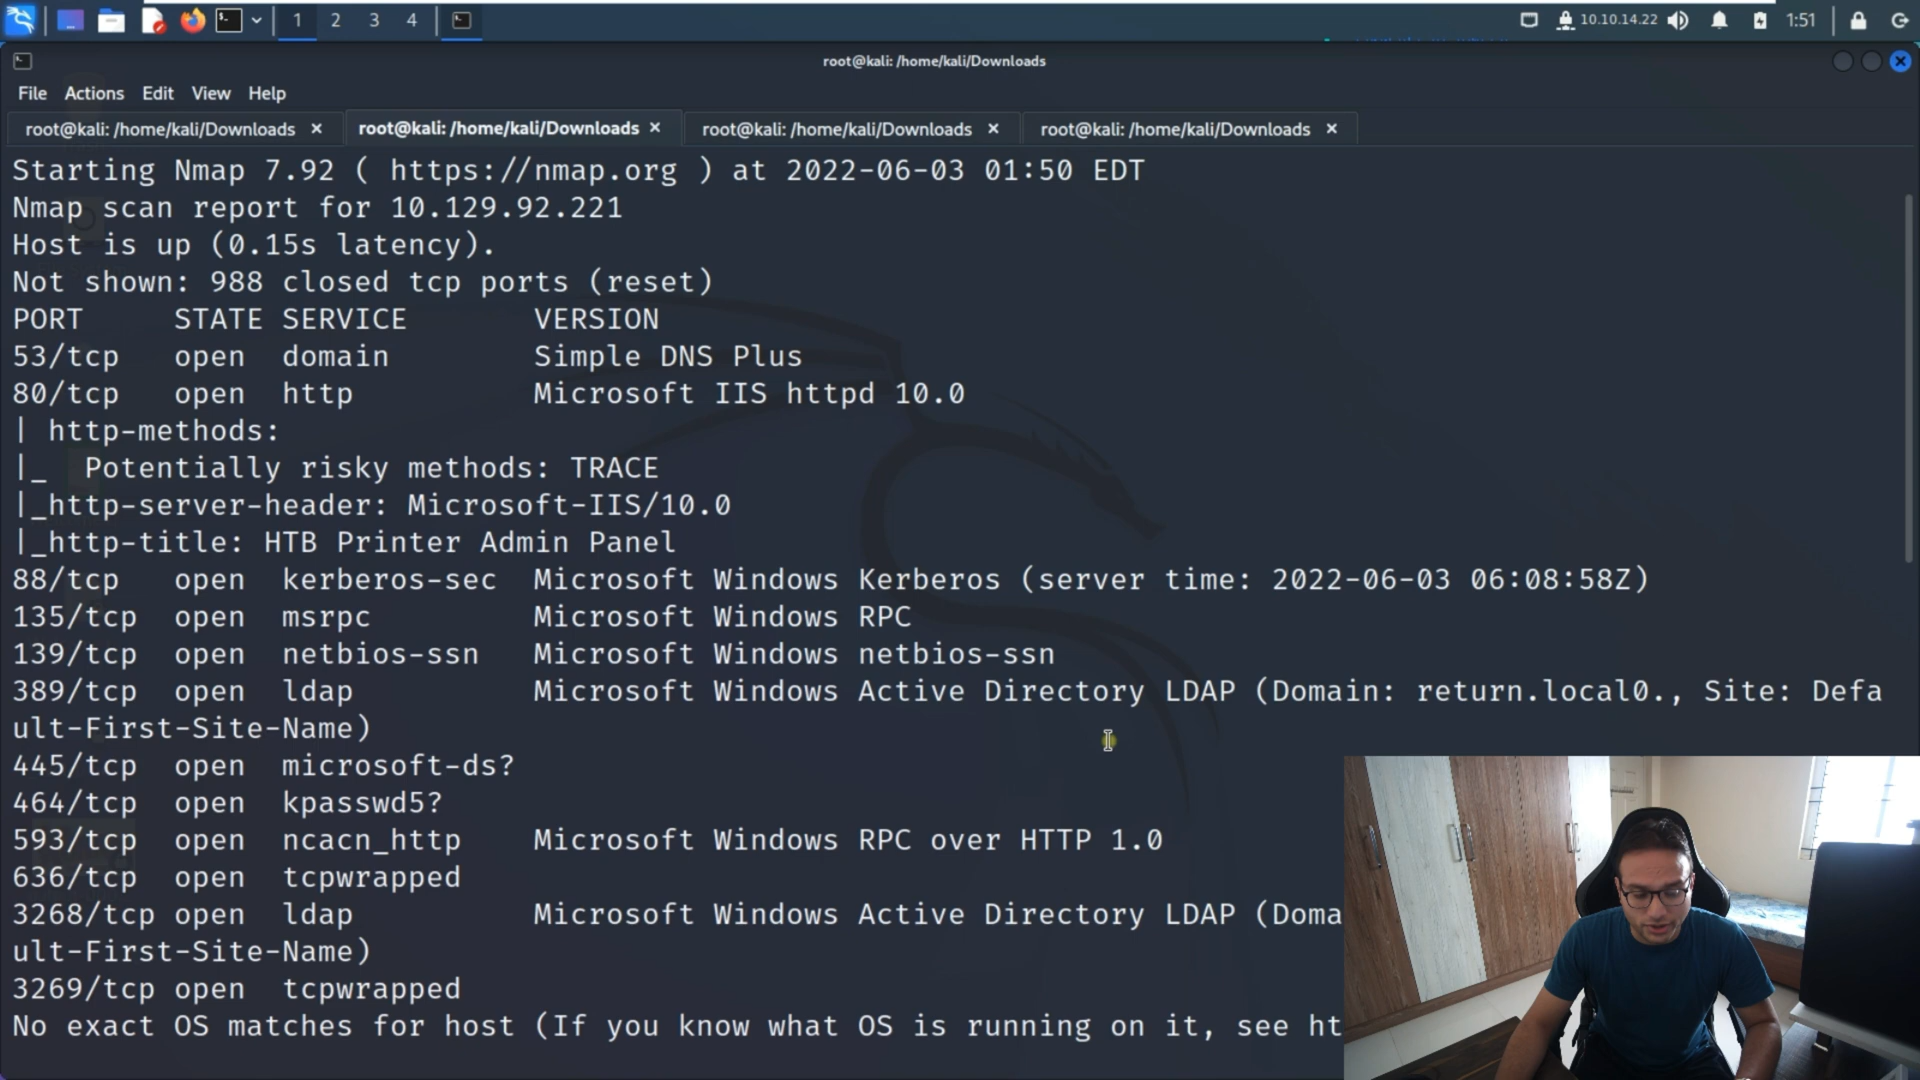 1 2 3 4
10.10.14.22
1:51
root@kali: /home/kali/Downloads
File Actions Edit View Help
root@kali: /home/kali/Downloads × root@kali: /home/kali/Downloads × root@kali: /home/kali/Downloads × root@kali: /home/kali/Downloads ×
Starting Nmap 7.92 ( https://nmap.org ) at 2022-06-03 01:50 EDT
Nmap scan report for 10.129.92.221
Host is up (0.15s latency).
Not shown: 988 closed tcp ports (reset)
PORT     STATE SERVICE       VERSION
53/tcp   open  domain        Simple DNS Plus
80/tcp   open  http          Microsoft IIS httpd 10.0
| http-methods:
|_  Potentially risky methods: TRACE
|_http-server-header: Microsoft-IIS/10.0
|_http-title: HTB Printer Admin Panel
88/tcp   open  kerberos-sec  Microsoft Windows Kerberos (server time: 2022-06-03 06:08:58Z)
135/tcp  open  msrpc         Microsoft Windows RPC
139/tcp  open  netbios-ssn   Microsoft Windows netbios-ssn
389/tcp  open  ldap          Microsoft Windows Active Directory LDAP (Domain: return.local0., Site: Defa
ult-First-Site-Name)
445/tcp  open  microsoft-ds?
464/tcp  open  kpasswd5?
593/tcp  open  ncacn_http    Microsoft Windows RPC over HTTP 1.0
636/tcp  open  tcpwrapped
3268/tcp open  ldap          Microsoft Windows Active Directory LDAP (Doma
ult-First-Site-Name)
3269/tcp open  tcpwrapped
No exact OS matches for host (If you know what OS is running on it, see ht